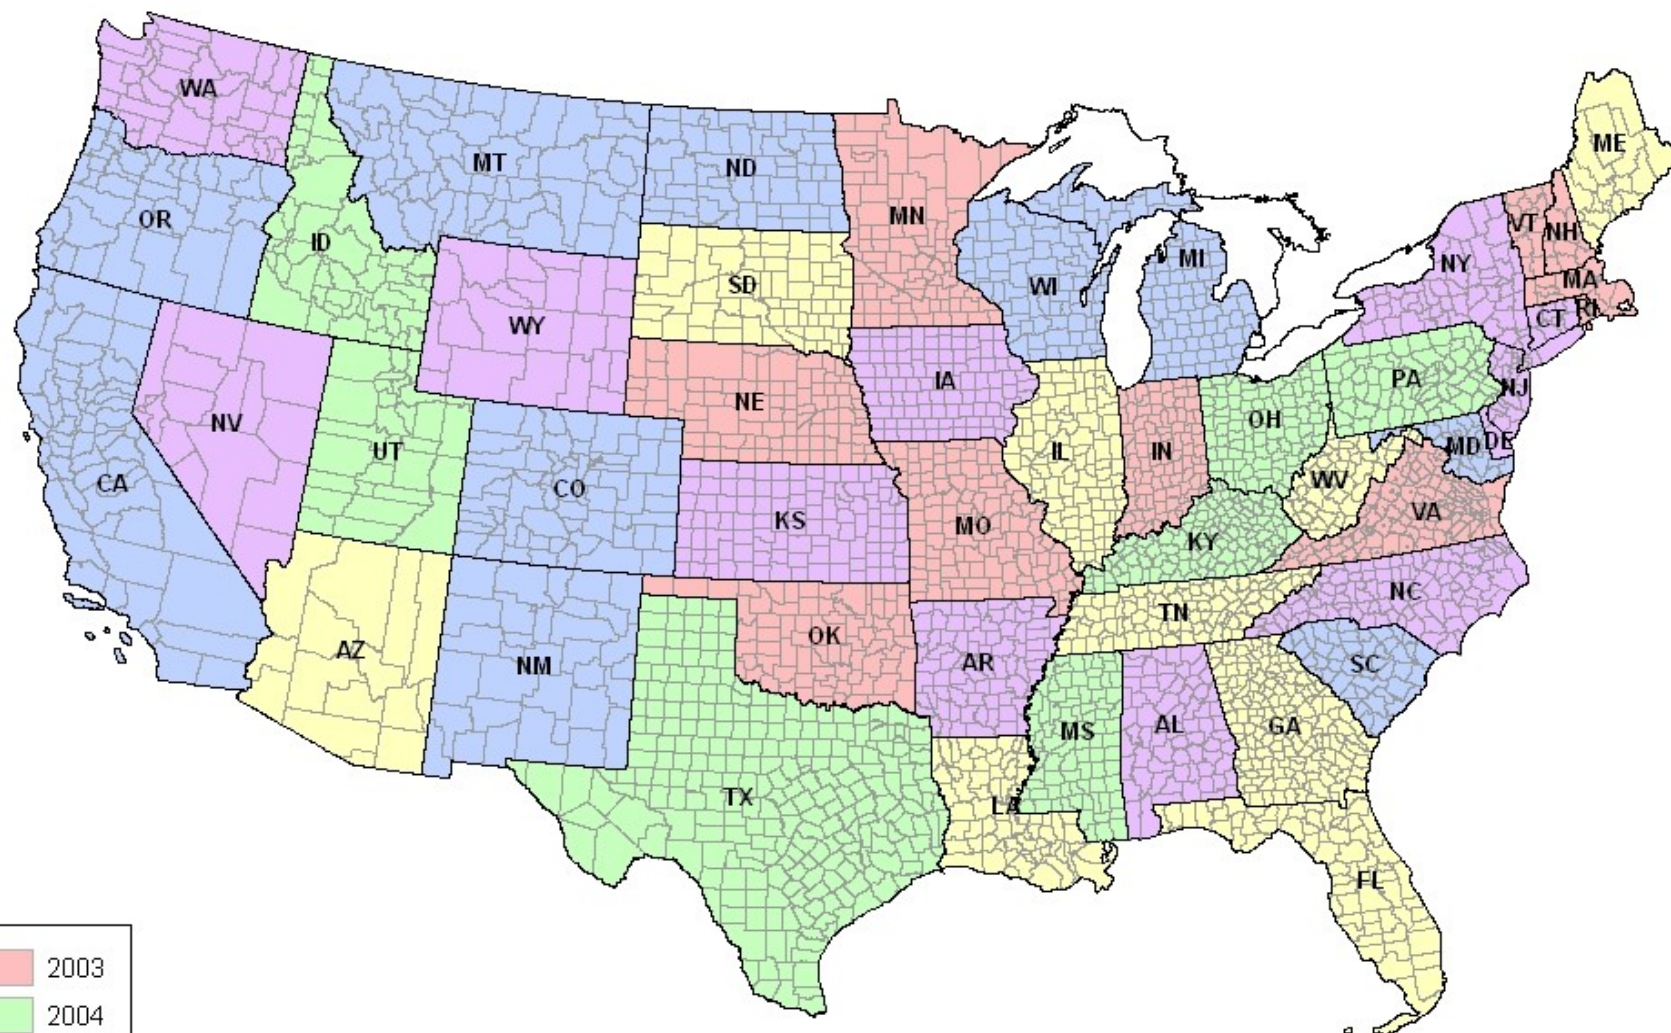 WA
ME
MT
ND
OR
MN
VT
NH
ID
NY
MI
MA
SD
WI
RI
CT
WY
IA
PA
NJ
NE
NV
OH
MD
DE
UT
IL
IN
WV
CA
CO
VA
KS
MO
KY
NC
TN
OK
AZ
AR
SC
NM
MS
AL
GA
TX
LA
FL
2003
2004